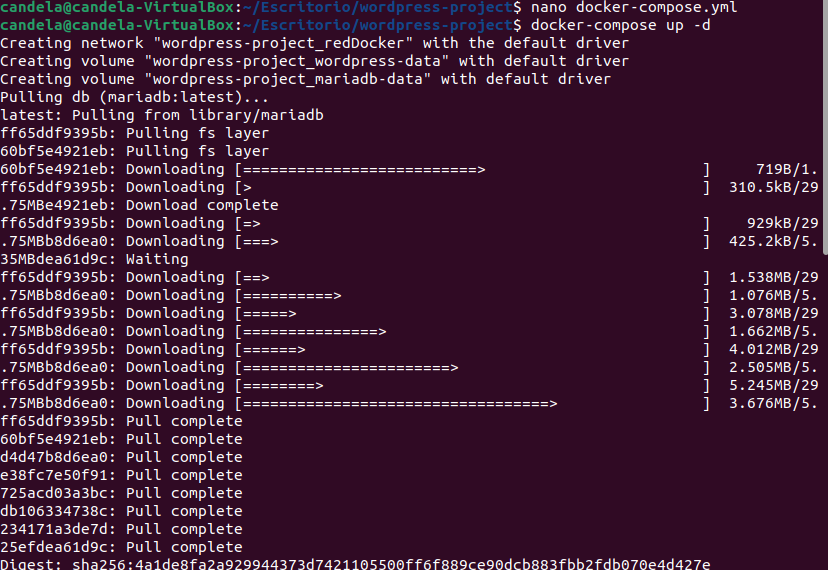 candela@candela-VirtualBox:~/Escritorio/wordpress-project$ nano docker-compose.yml
candela@candela-VirtualBox:~/Escritorio/wordpress-project$ docker-compose up -d
Creating network "wordpress-project_redDocker" with the default driver
Creating volume "wordpress-project_wordpress-data" with default driver
Creating volume "wordpress-project_mariadb-data" with default driver
Pulling db (mariadb:latest)...
latest: Pulling from library/mariadb
ff65ddf9395b: Pulling fs layer
60bf5e4921eb: Pulling fs layer
60bf5e4921eb: Downloading [==========================>                        ]     719B/1.
ff65ddf9395b: Downloading [>                                                  ]  310.5kB/29
.75MBe4921eb: Download complete
ff65ddf9395b: Downloading [=>                                                 ]    929kB/29
.75MBb8d6ea0: Downloading [===>                                               ]  425.2kB/5.
35MBdea61d9c: Waiting
ff65ddf9395b: Downloading [==>                                                ]  1.538MB/29
.75MBb8d6ea0: Downloading [==========>                                        ]  1.076MB/5.
ff65ddf9395b: Downloading [=====>                                             ]  3.078MB/29
.75MBb8d6ea0: Downloading [===============>                                   ]  1.662MB/5.
ff65ddf9395b: Downloading [======>                                            ]  4.012MB/29
.75MBb8d6ea0: Downloading [=======================>                           ]  2.505MB/5.
ff65ddf9395b: Downloading [========>                                          ]  5.245MB/29
.75MBb8d6ea0: Downloading [==================================>                ]  3.676MB/5.
ff65ddf9395b: Pull complete
60bf5e4921eb: Pull complete
d4d47b8d6ea0: Pull complete
e38fc7e50f91: Pull complete
725acd03a3bc: Pull complete
db106334738c: Pull complete
234171a3de7d: Pull complete
25efdea61d9c: Pull complete
Digest: sha256:4a1de8fa2a929944373d7421105500ff6f889ce90dcb883fbb2fdb070e4d427e